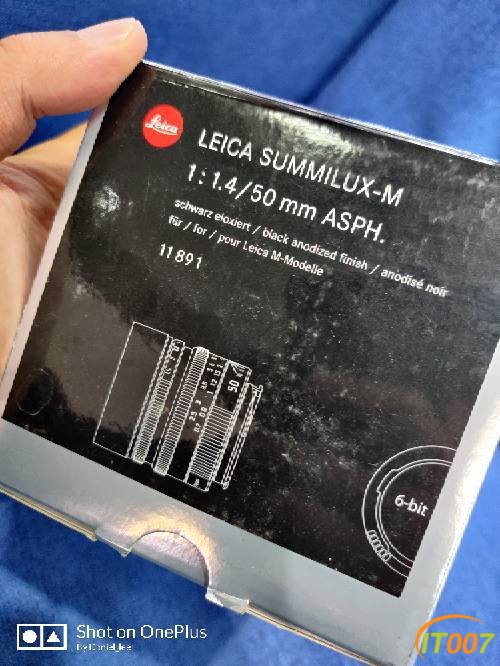 Leica
LEICA SUMMILUX-M
1:1.4/50 mm ASPH.
schwarz eloxiert / black anodized finish / anodisé noir
für / for / pour Leica M-Modelle
11891
50
6-bit
Shot on OnePlus
IT007